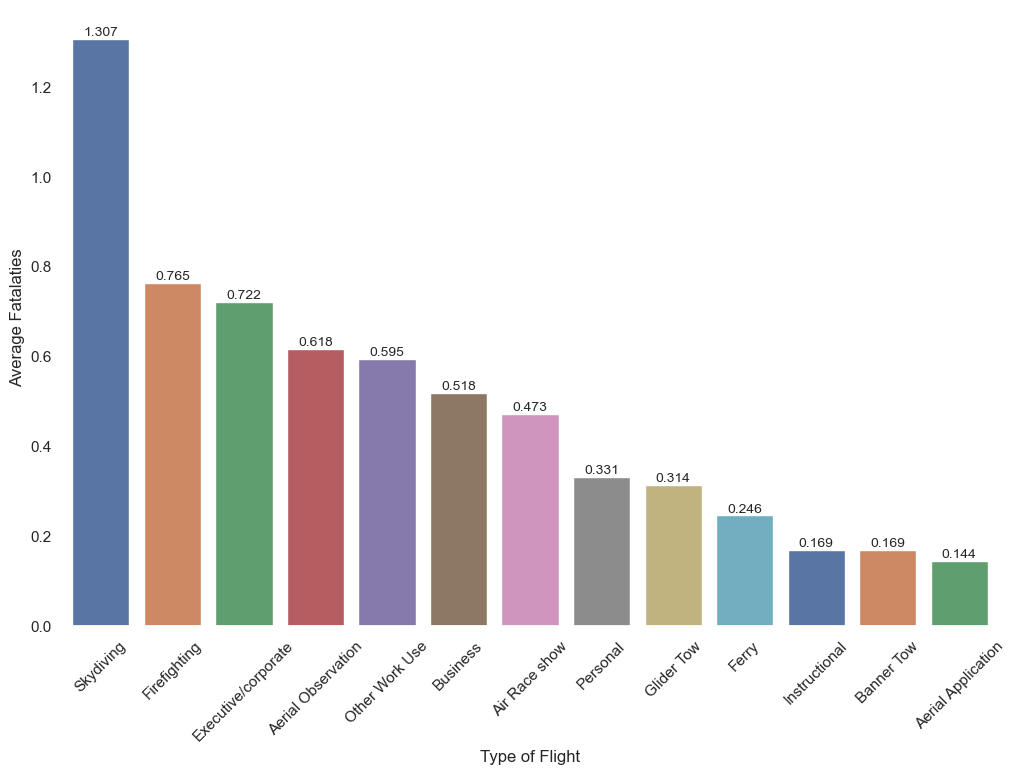 1.307
0.765
0.722
0.618
0.595
0.518
0.473
0.331
0.314
0.246
0.169
0.169
0.144
1.2
1.0
0.8
0.6
0.4
0.2
0.0
Average Fatalaties
Skydiving
Firefighting
Executive/corporate
Aerial Observation
Other Work Use
Business
Air Race show
Personal
Glider Tow
Ferry
Instructional
Banner Tow
Aerial Application
Type of Flight